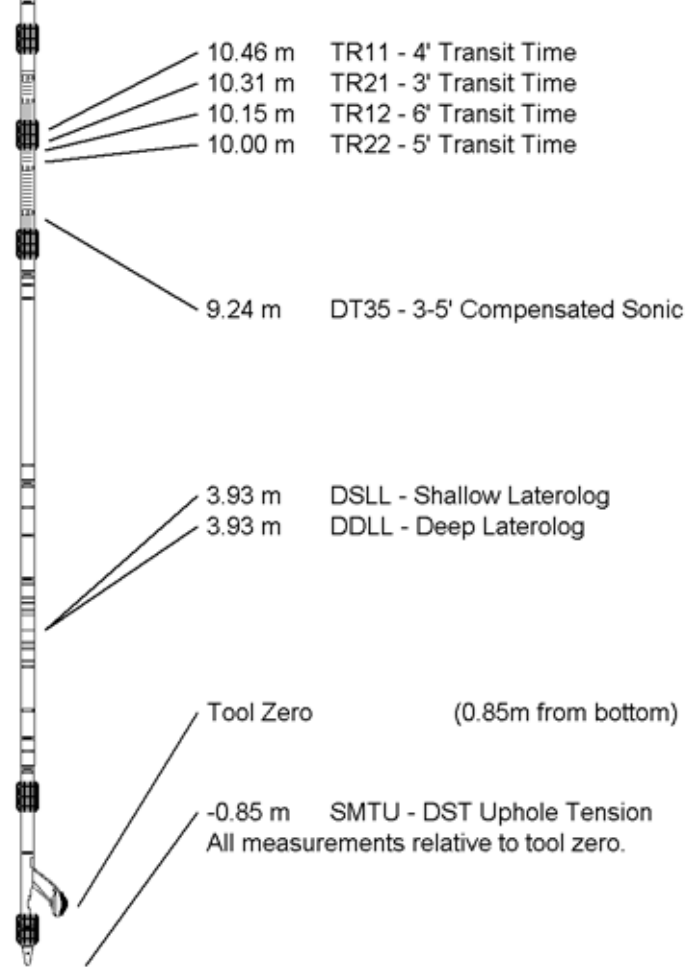 10.46 m TR11 - 4' Transit Time
10.31 m TR21 - 3' Transit Time
10.15 m TR12 - 6' Transit Time
10.00 m TR22 - 5' Transit Time
9.24 m DT35 - 3-5' Compensated Sonic
3.93 m DSLL - Shallow Laterolog
3.93 m DDLL - Deep Laterolog
Tool Zero (0.85m from bottom)
-0.85 m SMTU - DST Uphole Tension
All measurements relative to tool zero.